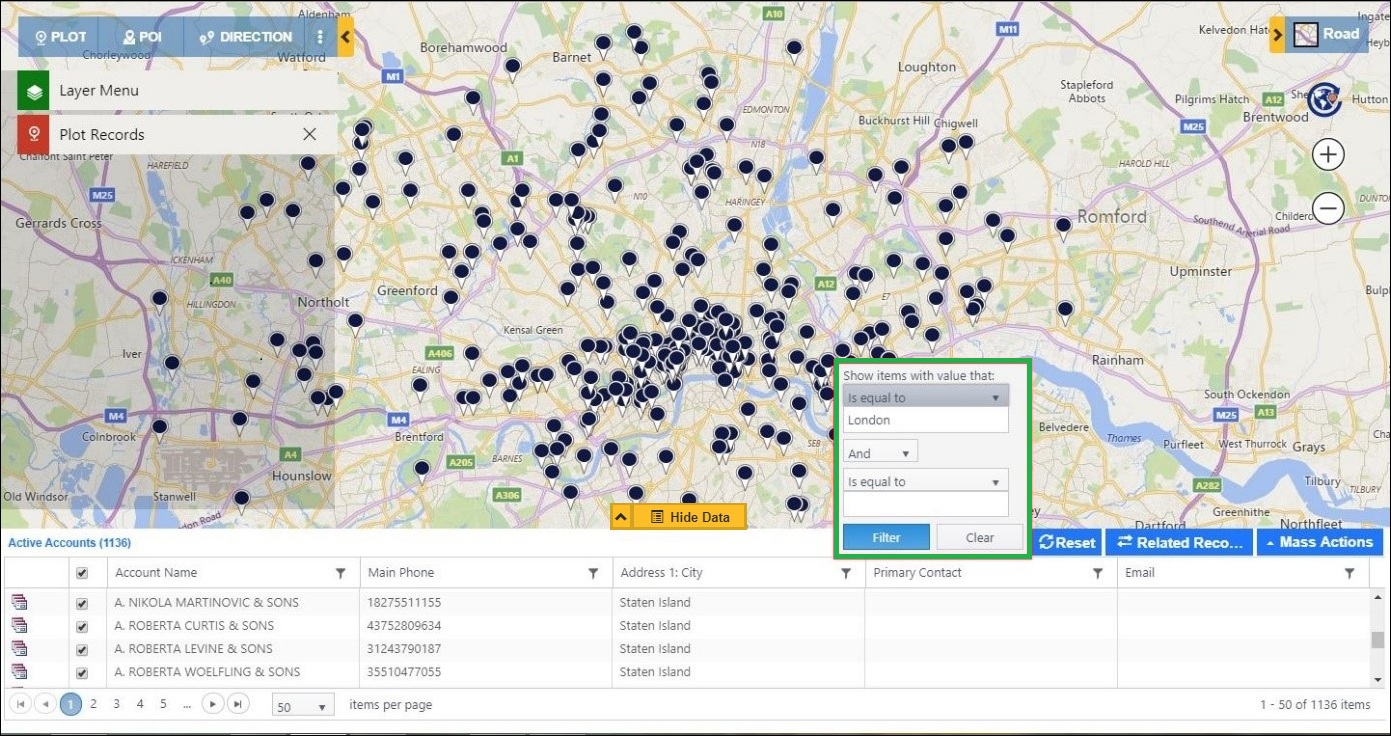 PLOT POI DIRECTION
Road
Layer Menu
Plot Records
Aldenham
Chorleywood
Watford
Borehamwood
Barnet
A10
M11
Kelvedon Hat
M1
Loughton
Stapleford
Abbots
Pilgrims Hatch
A12
She
Hutton
Brentwood
EDMONTON
Buckhurst Hill
Chigwell
M25
N18
Chalfont Saint Peter
HAREFIELD
A1
HAROLD HILL
M25
N10
HARINGEY
Gerrards Cross
Romford
Childerd
Southend Arterial Road
ICKENHAM
A40
Upminster
HILLINGDON
Northolt
Greenford
A12
E7
Bulp
Kensal Green
Iver
A406
EALING
Rainham
South Ockendon
M4
M4
M25
A13
Colnbrook
Brentford
A4
BARNES
A205
SE8
Belvedere
Thames
Purfleet
West Thurrock
Grays
Hounslow
A306
A282
Tilbury
TILBURY
Old Windsor
Stanwell
Greenhithe
Dartford
Northfleet
Show items with value that:
Is equal to
London
And
Is equal to
Filter Clear
Hide Data
Active Accounts (1136)
Reset Related Reco... Mass Actions
Account Name Main Phone Address 1: City Primary Contact Email
A. NIKOLA MARTINOVIC & SONS 18275511155 Staten Island
A. ROBERTA CURTIS & SONS 43752809634 Staten Island
A. ROBERTA LEVINE & SONS 31243790187 Staten Island
A. ROBERTA WOELFLING & SONS 35510477055 Staten Island
1 2 3 4 5 ... 50 items per page 1 - 50 of 1136 items